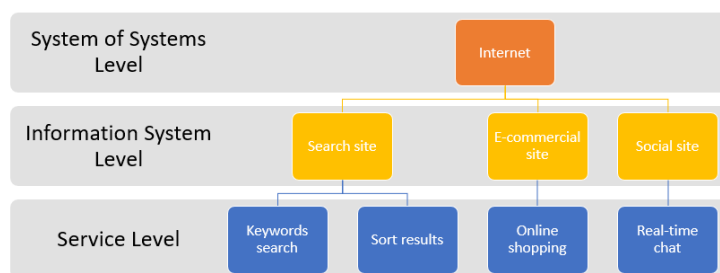 System of Systems
Level
Internet
Information System
Level
Search site
E-commercial
site
Social site
Service Level
Keywords
search
Sort results
Online
shopping
Real-time
chat